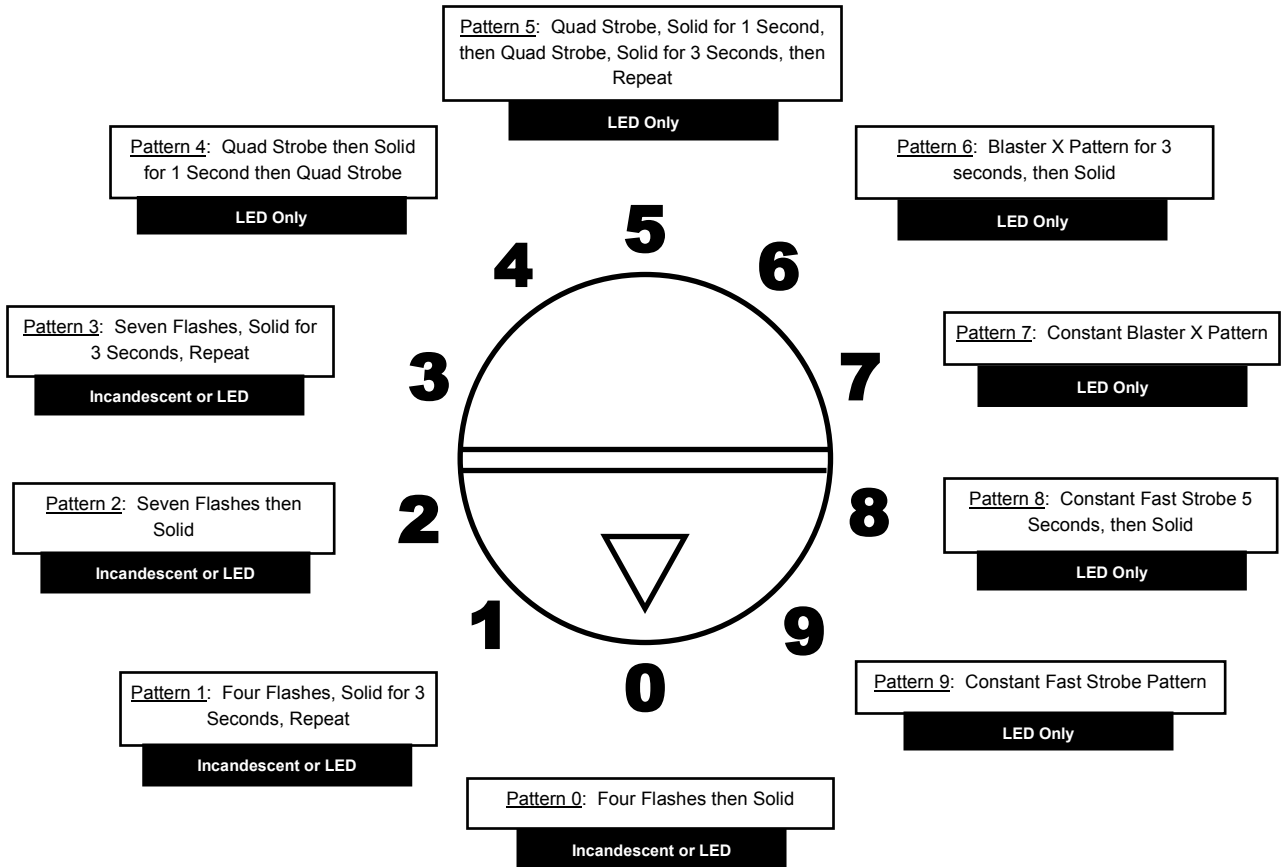 Pattern 5: Quad Strobe, Solid for 1 Second,
then Quad Strobe, Solid for 3 Seconds, then
Repeat
LED Only
Pattern 4: Quad Strobe then Solid
for 1 Second then Quad Strobe
LED Only
Pattern 6: Blaster X Pattern for 3
seconds, then Solid
LED Only
5
4
6
Pattern 3: Seven Flashes, Solid for
3 Seconds, Repeat
Incandescent or LED
3
7
Pattern 7: Constant Blaster X Pattern
LED Only
Pattern 2: Seven Flashes then
Solid
Incandescent or LED
2
8
Pattern 8: Constant Fast Strobe 5
Seconds, then Solid
LED Only
1
9
0
Pattern 1: Four Flashes, Solid for 3
Seconds, Repeat
Incandescent or LED
Pattern 9: Constant Fast Strobe Pattern
LED Only
Pattern 0: Four Flashes then Solid
Incandescent or LED